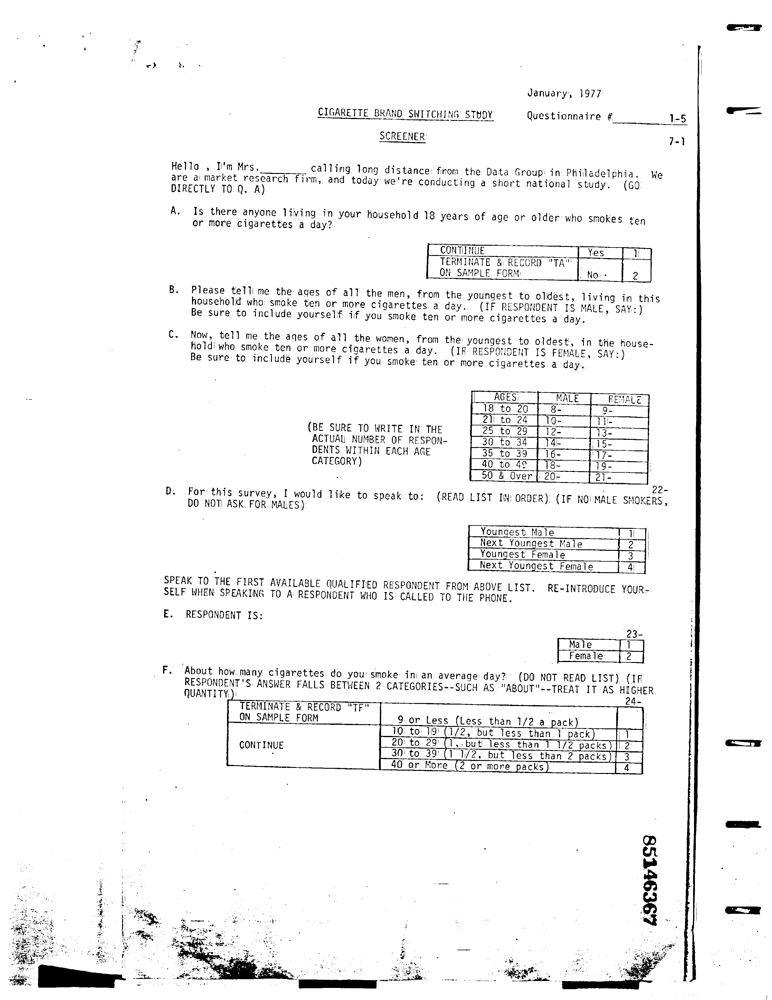 January, 1977
CIGARETTE BRAND SWITCHING STUDY Questionnaire #________ 1-5
SCREENER 7-1
Hello , I'm Mrs.______ calling long distance from the Data Group in Philadelphia. We
are a market research firm, and today we're conducting a short national study. (GO
DIRECTLY TO Q. A)
A. Is there anyone living in your household 18 years of age or older who smokes ten
or more cigarettes a day?
CONTINUE Yes 1
TERMINATE & RECORD "TA"
ON SAMPLE FORM No 2
B. Please tell me the ages of all the men, from the youngest to oldest, living in this
household who smoke ten or more cigarettes a day. (IF RESPONDENT IS MALE, SAY:)
Be sure to include yourself if you smoke ten or more cigarettes a day.
C. Now, tell me the ages of all the women, from the youngest to oldest, in the house-
hold who smoke ten or more cigarettes a day. (IF RESPONDENT IS FEMALE, SAY:)
Be sure to include yourself if you smoke ten or more cigarettes a day.
AGES MALE FEMALE
18 to 20 8- 9-
21 to 24 10- 11-
(BE SURE TO WRITE IN THE 25 to 29 12- 13-
ACTUAL NUMBER OF RESPON- 30 to 34 14- 15-
DENTS WITHIN EACH AGE 35 to 39 16- 17-
CATEGORY) 40 to 49 18- 19-
50 & Over 20- 21-
22-
D. For this survey, I would like to speak to: (READ LIST IN ORDER) (IF NO MALE SMOKERS,
DO NOT ASK FOR MALES)
Youngest Male 1
Next Youngest Male 2
Youngest Female 3
Next Youngest Female 4
SPEAK TO THE FIRST AVAILABLE QUALIFIED RESPONDENT FROM ABOVE LIST. RE-INTRODUCE YOUR-
SELF WHEN SPEAKING TO A RESPONDENT WHO IS CALLED TO THE PHONE.
E. RESPONDENT IS:
23-
Male 1
Female 2
F. About how many cigarettes do you smoke in an average day? (DO NOT READ LIST) (IF
RESPONDENT'S ANSWER FALLS BETWEEN 2 CATEGORIES--SUCH AS "ABOUT"--TREAT IT AS HIGHER
QUANTITY) 24-
TERMINATE & RECORD "TF"
ON SAMPLE FORM 9 or Less (Less than 1/2 a pack)
10 to 19 (1/2, but less than 1 pack) 1
CONTINUE 20 to 29 (1, but less than 1 1/2 packs) 2
30 to 39 (1 1/2, but less than 2 packs) 3
40 or More (2 or more packs) 4
85146367